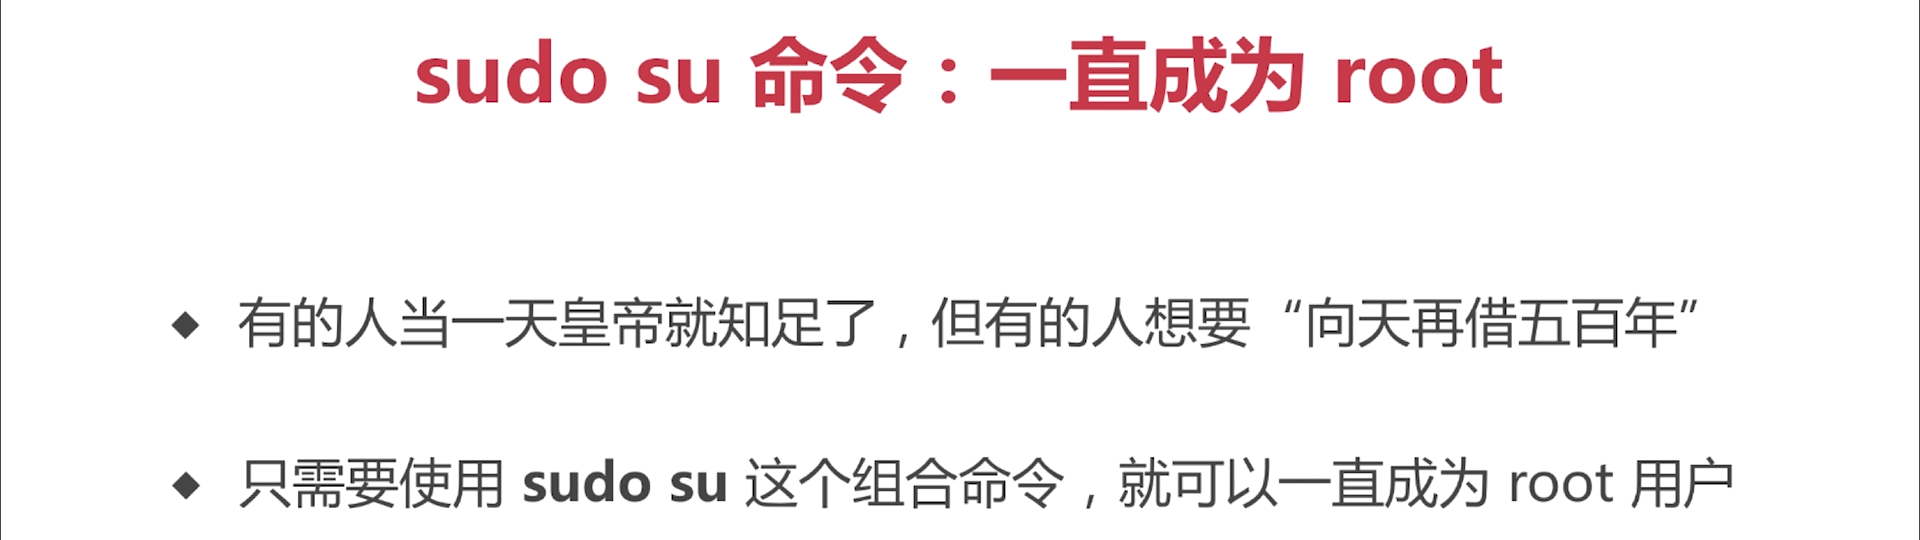 sudo su 命令：一直成为 root
◆ 有的人当一天皇帝就知足了，但有的人想要“向天再借五百年”
◆ 只需要使用 sudo su 这个组合命令，就可以一直成为 root 用户